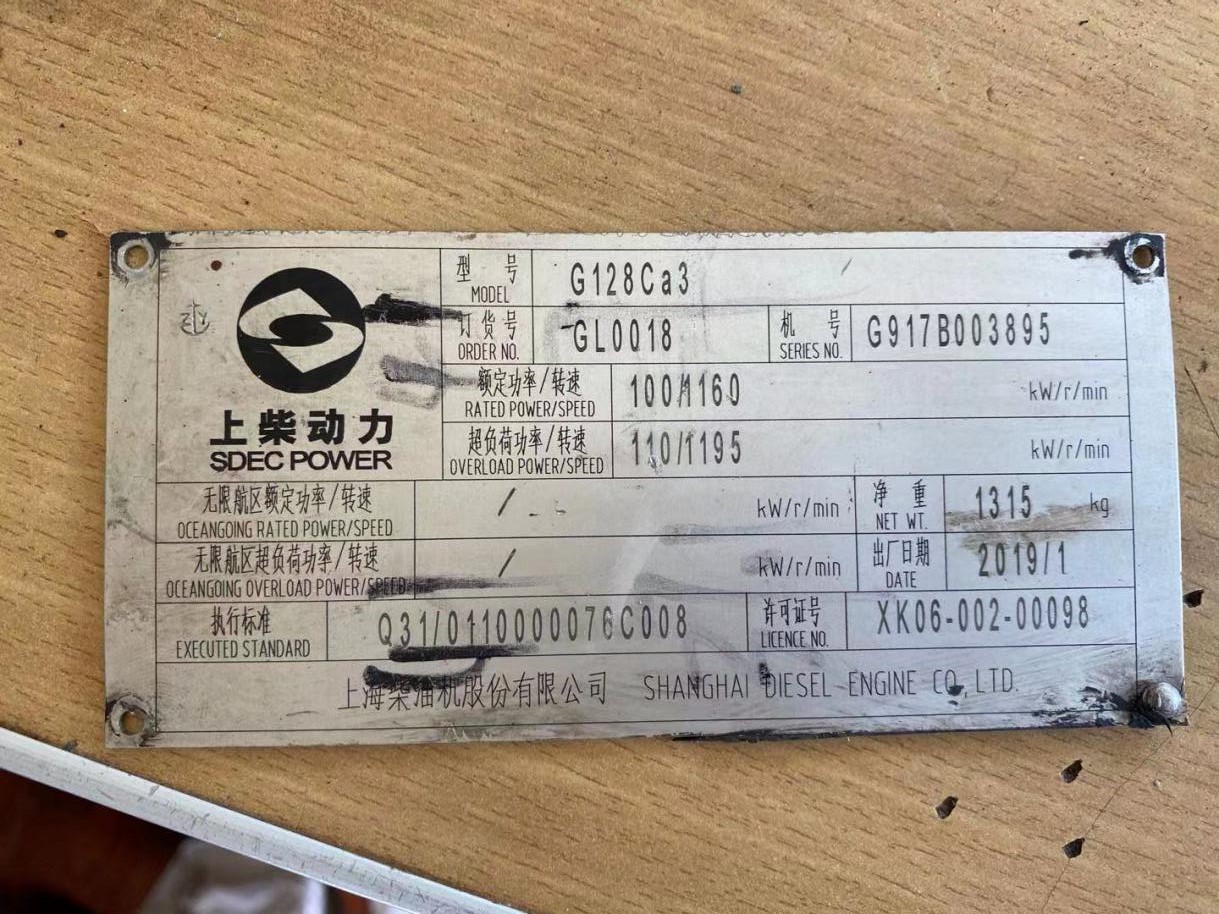 型 号 G128Ca3
MODEL
订货号 GL0018 机 号 G917B003895
ORDER NO. SERIES NO.
上柴动力
SDEC POWER
额定功率/转速 100/1160 kW/r/min
RATED POWER/SPEED
超负荷功率/转速 110/1195 kW/r/min
OVERLOAD POWER/SPEED
无限航区额定功率/转速 / kW/r/min 净 重 1315 kg
OCEANGOING RATED POWER/SPEED NET WT.
无限航区超负荷功率/转速 / kW/r/min 出厂日期 2019/1
OCEANGOING OVERLOAD POWER/SPEED DATE
执行标准 Q31/0110000076C008 许可证号 XK06-002-00098
EXECUTED STANDARD LICENCE NO.
上海柴油机股份有限公司 SHANGHAI DIESEL ENGINE CO.,LTD.